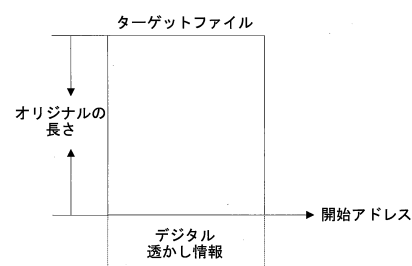 ターゲットファイル
オリジナルの
長さ
開始アドレス
デジタル
透かし情報